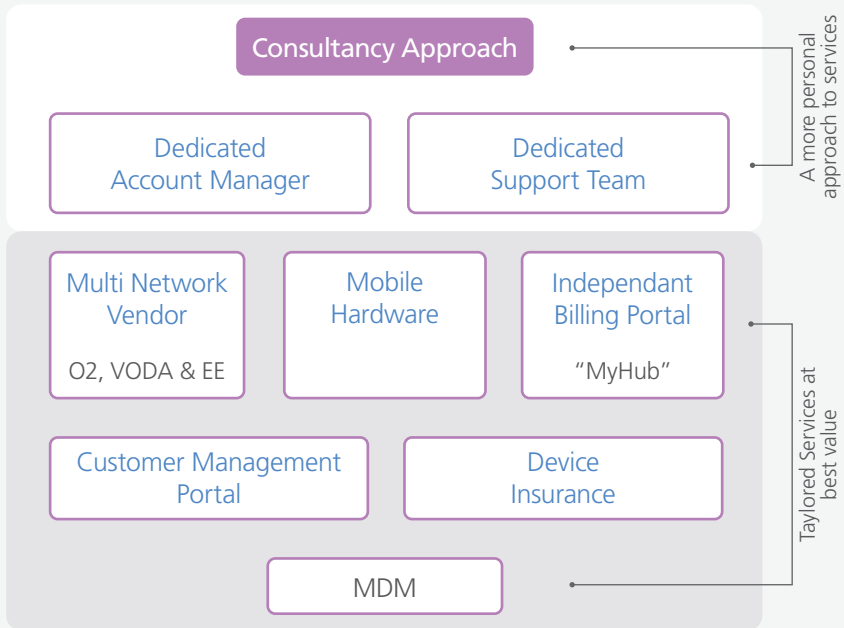 Consultancy Approach
Dedicated
Account Manager
Dedicated
Support Team
A more personal
approach to services
Multi Network
Vendor
O2, VODA & EE
Mobile
Hardware
Independant
Billing Portal
“MyHub”
Customer Management
Portal
Device
Insurance
MDM
Taylored Services at
best value